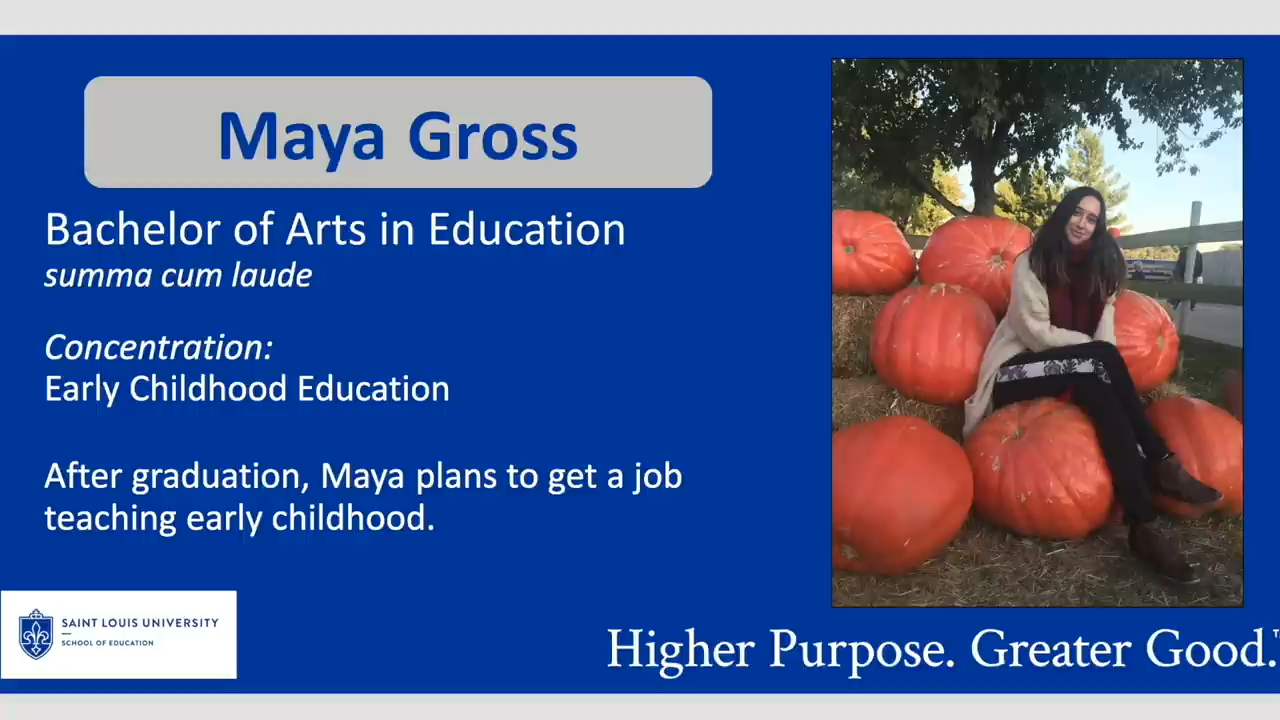 Maya Gross
Bachelor of Arts in Education
summa cum laude
Concentration:
Early Childhood Education
After graduation, Maya plans to get a job
teaching early childhood.
SAINT LOUIS UNIVERSITY
SCHOOL OF EDUCATION
Higher Purpose. Greater Good.™